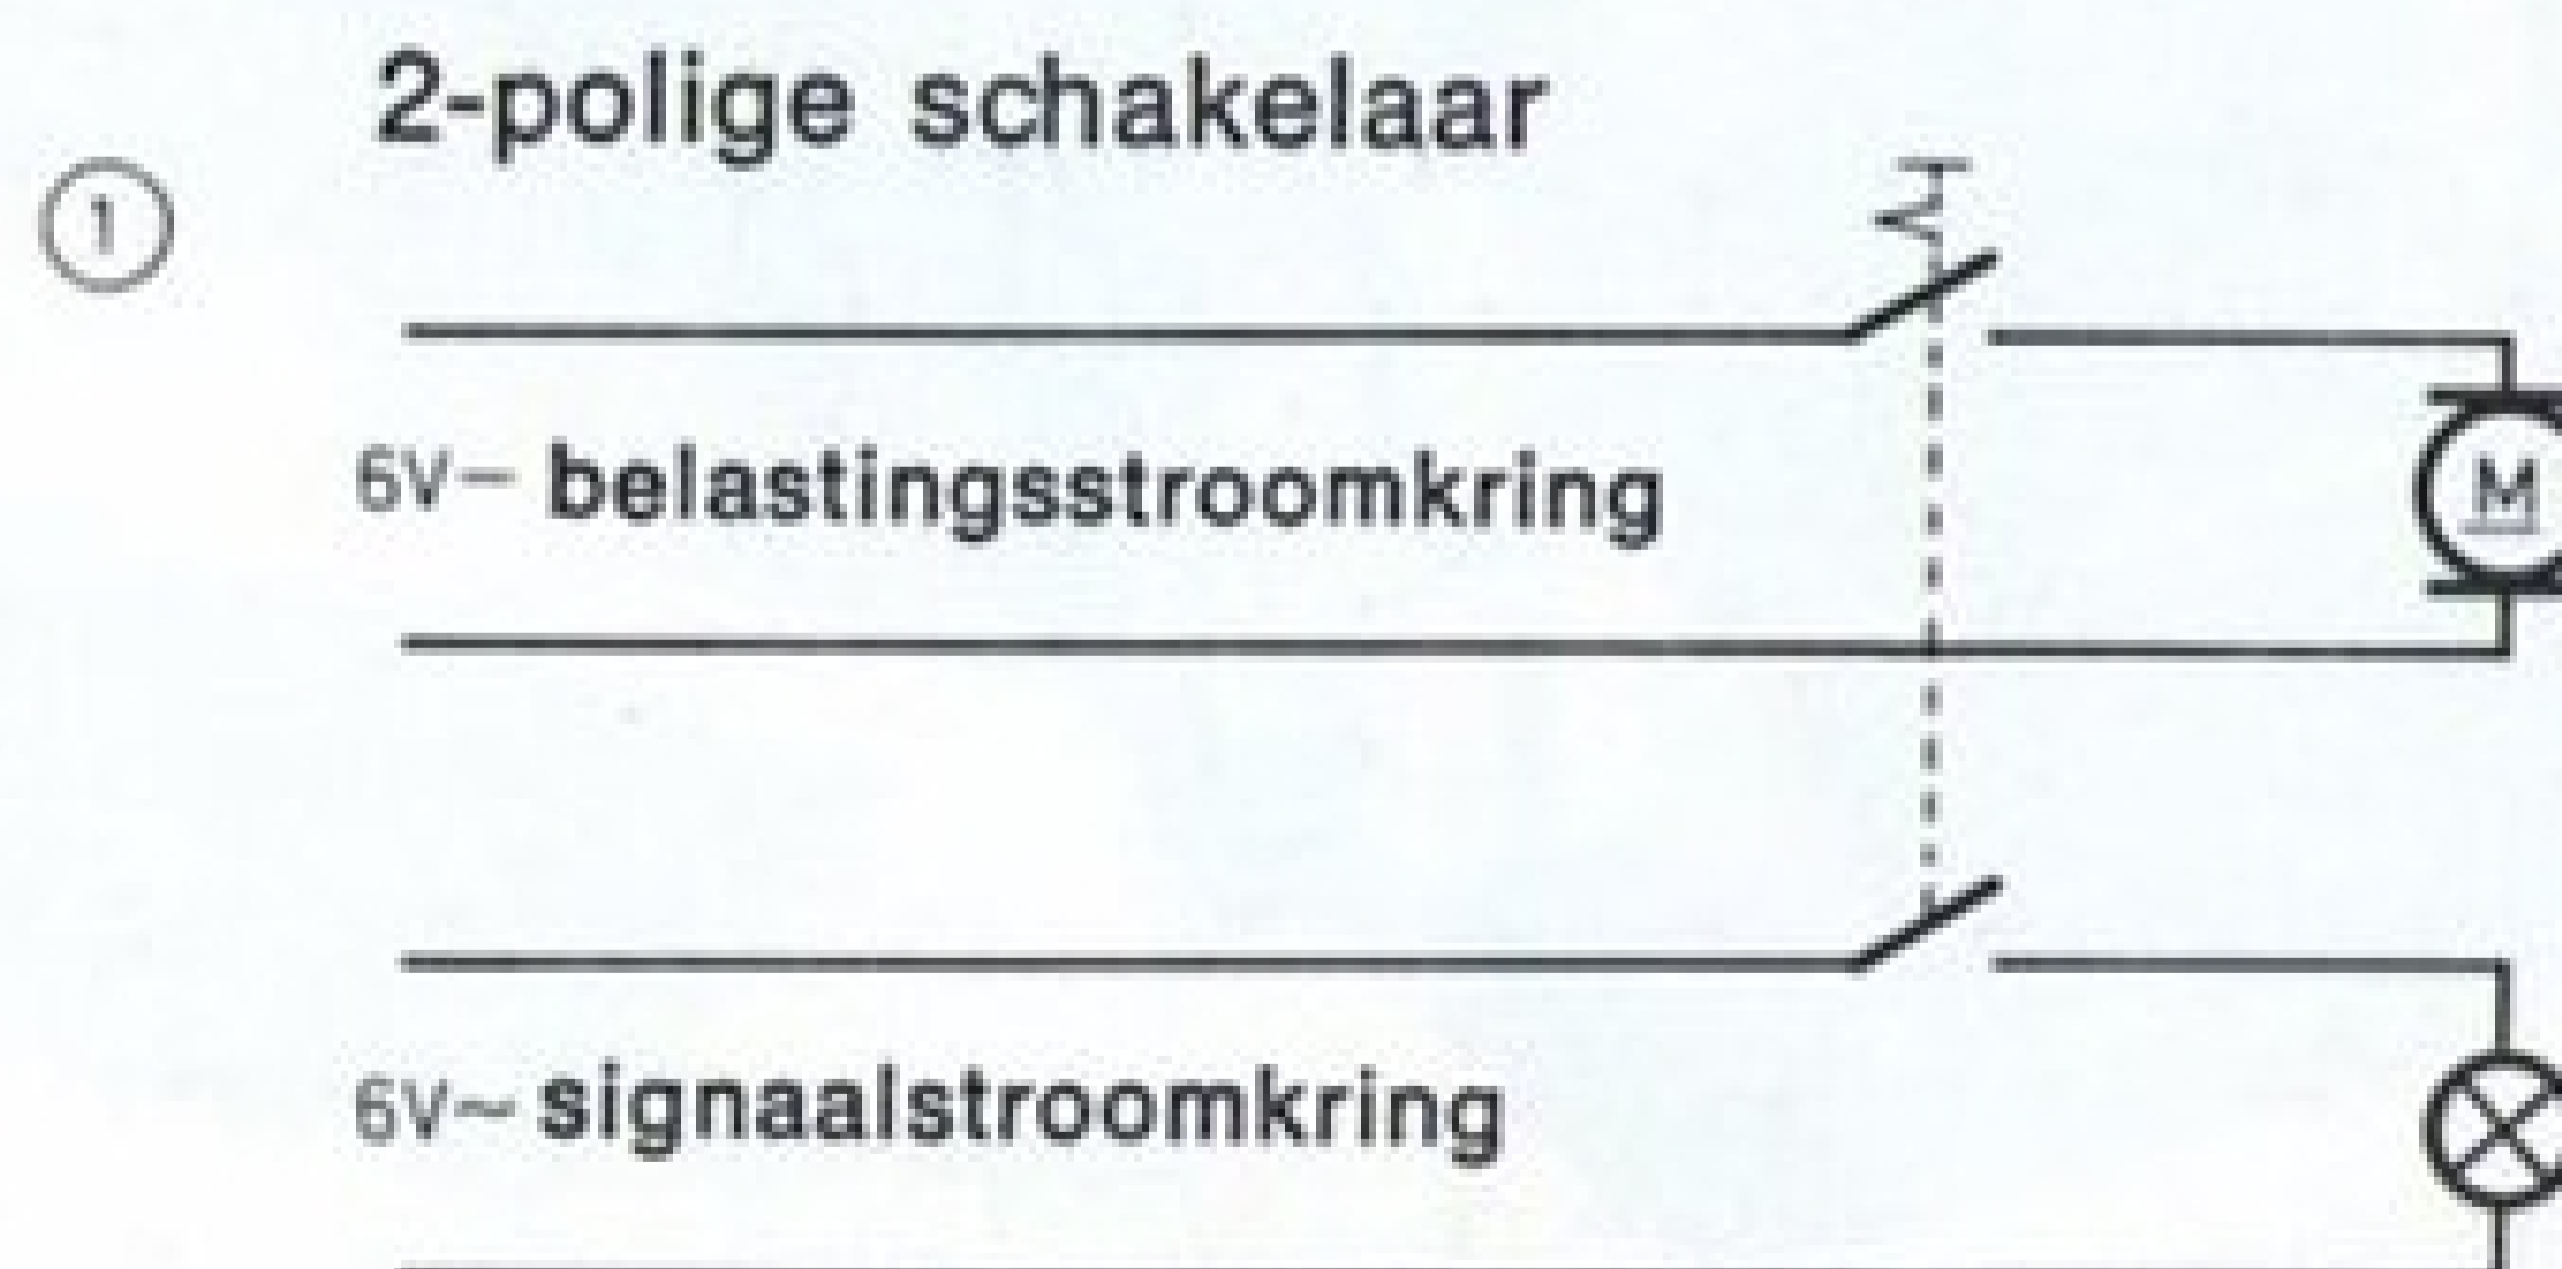 2-polige schakelaar
1
6V− belastingsstroomkring
M
6V~ signaalstroomkring